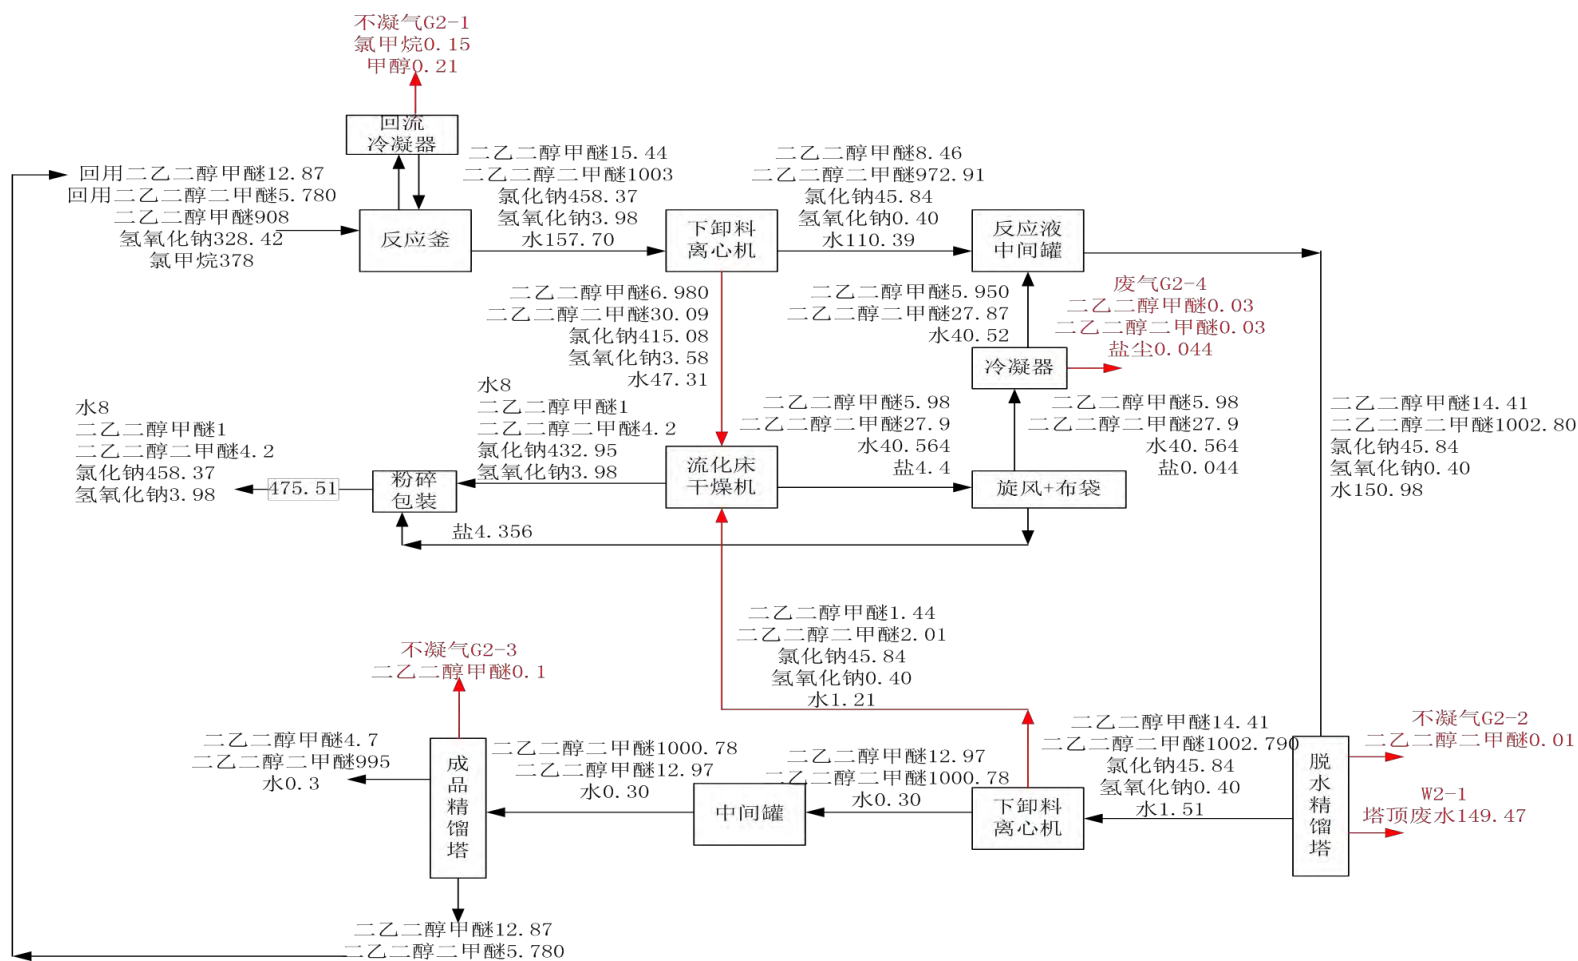 不凝气G2-1
氯甲烷0.15
甲醇0.21
回流
冷凝器
回用二乙二醇甲醚12.87
回用二乙二醇二甲醚5.780
二乙二醇甲醚908
氢氧化钠328.42
氯甲烷378
反应釜
二乙二醇甲醚15.44
二乙二醇二甲醚1003
氯化钠458.37
氢氧化钠3.98
水157.70
下卸料
离心机
二乙二醇甲醚8.46
二乙二醇二甲醚972.91
氯化钠45.84
氢氧化钠0.40
水110.39
反应液
中间罐
二乙二醇甲醚6.980
二乙二醇二甲醚30.09
氯化钠415.08
氢氧化钠3.58
水47.31
二乙二醇甲醚5.950
二乙二醇二甲醚27.87
水40.52
废气G2-4
二乙二醇甲醚0.03
二乙二醇二甲醚0.03
盐尘0.044
冷凝器
水8
二乙二醇甲醚1
二乙二醇二甲醚4.2
氯化钠458.37
氢氧化钠3.98
475.51
粉碎
包装
水8
二乙二醇甲醚1
二乙二醇二甲醚4.2
氯化钠432.95
氢氧化钠3.98
流化床
干燥机
二乙二醇甲醚5.98
二乙二醇二甲醚27.9
水40.564
盐4.4
旋风+布袋
二乙二醇甲醚5.98
二乙二醇二甲醚27.9
水40.564
盐0.044
二乙二醇甲醚14.41
二乙二醇二甲醚1002.80
氯化钠45.84
氢氧化钠0.40
水150.98
盐4.356
二乙二醇甲醚1.44
二乙二醇二甲醚2.01
氯化钠45.84
氢氧化钠0.40
水1.21
不凝气G2-3
二乙二醇甲醚0.1
二乙二醇甲醚4.7
二乙二醇二甲醚995
水0.3
成品精馏塔
二乙二醇二甲醚1000.78
二乙二醇甲醚12.97
水0.30
中间罐
二乙二醇甲醚12.97
二乙二醇二甲醚1000.78
水0.30
下卸料
离心机
二乙二醇甲醚14.41
二乙二醇二甲醚1002.790
氯化钠45.84
氢氧化钠0.40
水1.51
脱水精馏塔
不凝气G2-2
二乙二醇二甲醚0.01
W2-1
塔顶废水149.47
二乙二醇甲醚12.87
二乙二醇二甲醚5.780